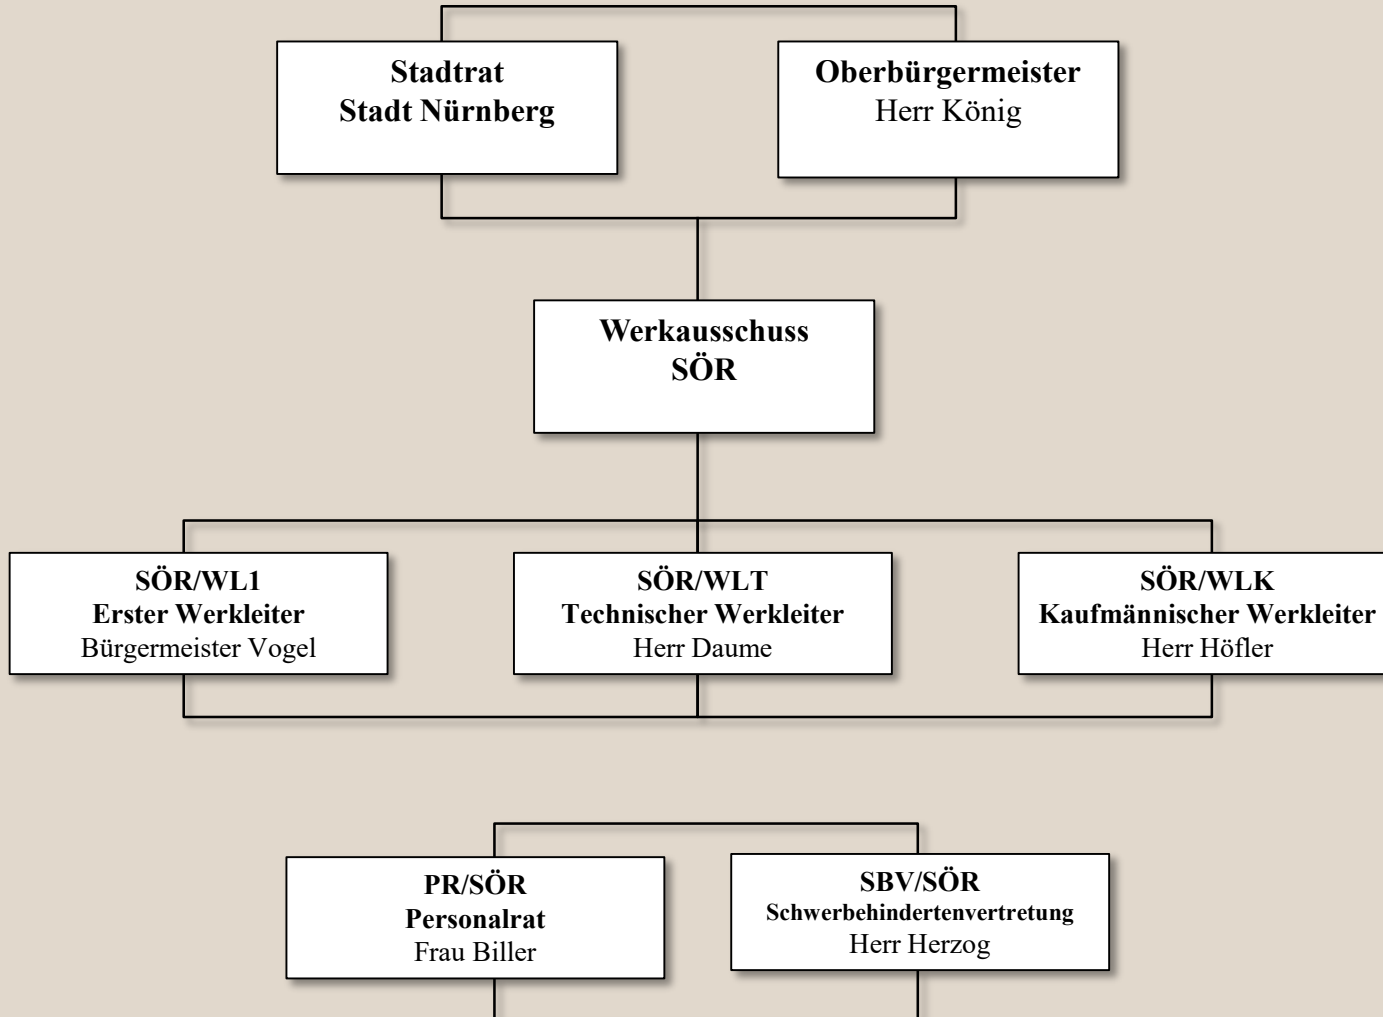 Stadtrat
Stadt Nürnberg
Oberbürgermeister
Herr König
Werkausschuss
SÖR
SÖR/WL1
Erster Werkleiter
Bürgermeister Vogel
SÖR/WLT
Technischer Werkleiter
Herr Daume
SÖR/WLK
Kaufmännischer Werkleiter
Herr Höfler
PR/SÖR
Personalrat
Frau Biller
SBV/SÖR
Schwerbehindertenvertretung
Herr Herzog